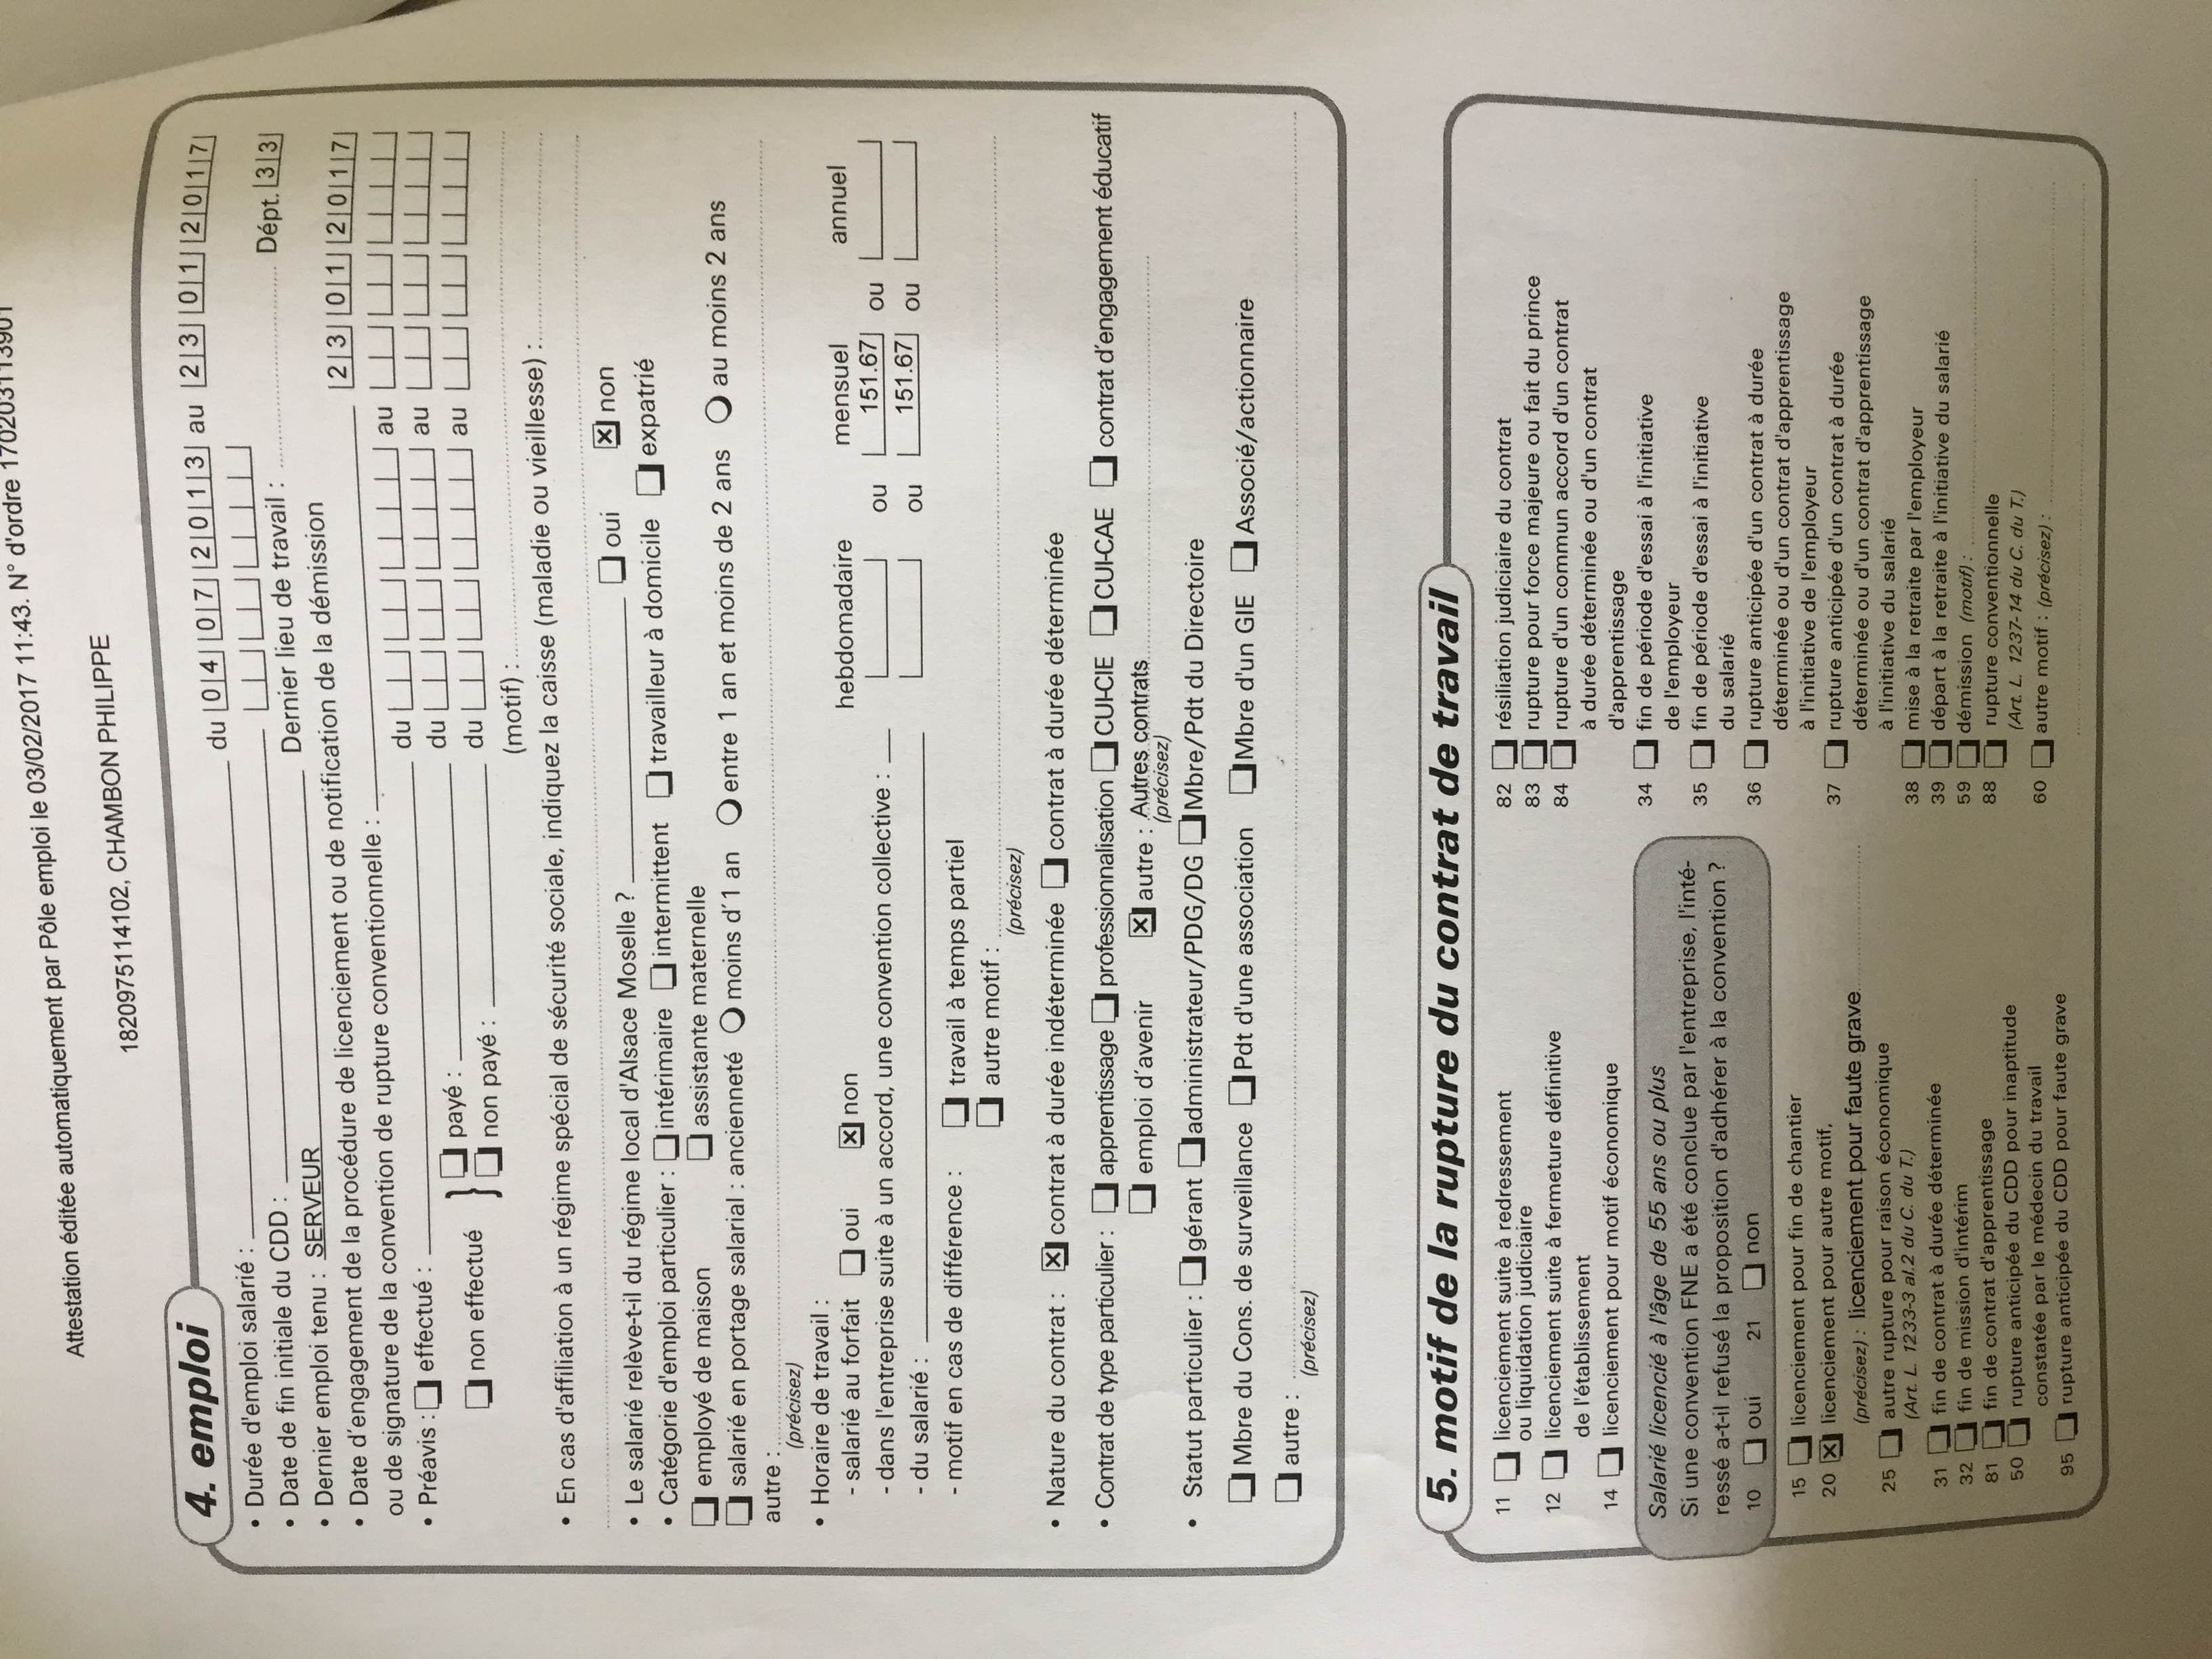 Attestation éditée automatiquement par Pôle emploi le 03/02/2017 11:43. N° d'ordre 170203113901
1820975114102, CHAMBON PHILIPPE
4. emploi
• Durée d'emploi salarié : du 04 07 2013 au 23 01 2017
• Date de fin initiale du CDD :
• Dernier emploi tenu : SERVEUR Dernier lieu de travail : Dépt. 33
• Date d'engagement de la procédure de licenciement ou de notification de la démission
ou de signature de la convention de rupture conventionnelle : 23 01 2017
• Préavis : effectué : du au
non effectué payé : du au
non payé : du au
(motif) :
• En cas d'affiliation à un régime spécial de sécurité sociale, indiquez la caisse (maladie ou vieillesse) :
• Le salarié relève-t-il du régime local d'Alsace Moselle ? oui ☒ non
• Catégorie d'emploi particulier : intérimaire intermittent travailleur à domicile expatrié
employé de maison assistante maternelle
salarié en portage salarial : ancienneté moins d'1 an entre 1 an et moins de 2 ans au moins 2 ans
autre :
(précisez)
• Horaire de travail :
- salarié au forfait oui ☒ non hebdomadaire mensuel annuel
- dans l'entreprise suite à un accord, une convention collective : ou 151.67 ou
- du salarié : ou 151.67 ou
- motif en cas de différence : travail à temps partiel
autre motif :
(précisez)
• Nature du contrat : ☒ contrat à durée indéterminée contrat à durée déterminée
• Contrat de type particulier : apprentissage professionnalisation CUI-CIE CUI-CAE contrat d'engagement éducatif
emploi d'avenir ☒ autre : Autres contrats
(précisez)
• Statut particulier : gérant administrateur/PDG/DG Mbre/Pdt du Directoire
Mbre du Cons. de surveillance Pdt d'une association Mbre d'un GIE Associé/actionnaire
autre :
(précisez)
5. motif de la rupture du contrat de travail
11 licenciement suite à redressement
ou liquidation judiciaire
12 licenciement suite à fermeture définitive
de l'établissement
14 licenciement pour motif économique
Salarié licencié à l'âge de 55 ans ou plus
Si une convention FNE a été conclue par l'entreprise, l'inté-
ressé a-t-il refusé la proposition d'adhérer à la convention ?
10 oui 21 non
15 licenciement pour fin de chantier
20 ☒ licenciement pour autre motif,
(précisez) : licenciement pour faute grave
25 autre rupture pour raison économique
(Art. L. 1233-3 al.2 du C. du T.)
31 fin de contrat à durée déterminée
32 fin de mission d'intérim
81 fin de contrat d'apprentissage
50 rupture anticipée du CDD pour inaptitude
constatée par le médecin du travail
95 rupture anticipée du CDD pour faute grave
82 résiliation judiciaire du contrat
83 rupture pour force majeure ou fait du prince
84 rupture d'un commun accord d'un contrat
à durée déterminée ou d'un contrat
d'apprentissage
34 fin de période d'essai à l'initiative
de l'employeur
35 fin de période d'essai à l'initiative
du salarié
36 rupture anticipée d'un contrat à durée
déterminée ou d'un contrat d'apprentissage
à l'initiative de l'employeur
37 rupture anticipée d'un contrat à durée
déterminée ou d'un contrat d'apprentissage
à l'initiative du salarié
38 mise à la retraite par l'employeur
39 départ à la retraite à l'initiative du salarié
59 démission (motif) :
88 rupture conventionnelle
(Art. L. 1237-14 du C. du T.)
60 autre motif : (précisez) :